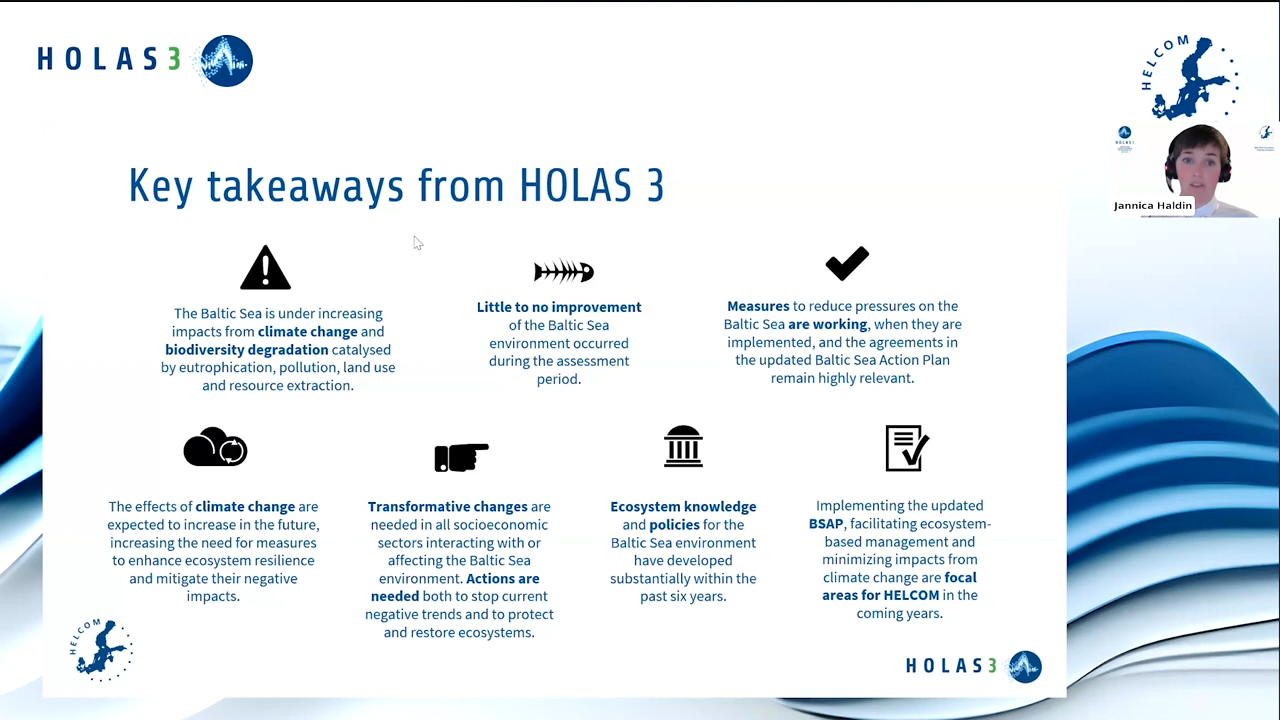 HOLAS3
HELCOM
Jannica Haldin
Key takeaways from HOLAS 3
The Baltic Sea is under increasing
impacts from climate change and
biodiversity degradation catalysed
by eutrophication, pollution, land use
and resource extraction.
Little to no improvement
of the Baltic Sea
environment occurred
during the assessment
period.
Measures to reduce pressures on the
Baltic Sea are working, when they are
implemented, and the agreements in
the updated Baltic Sea Action Plan
remain highly relevant.
The effects of climate change are
expected to increase in the future,
increasing the need for measures
to enhance ecosystem resilience
and mitigate their negative
impacts.
Transformative changes are
needed in all socioeconomic
sectors interacting with or
affecting the Baltic Sea
environment. Actions are
needed both to stop current
negative trends and to protect
and restore ecosystems.
Ecosystem knowledge
and policies for the
Baltic Sea environment
have developed
substantially within the
past six years.
Implementing the updated
BSAP, facilitating ecosystem-
based management and
minimizing impacts from
climate change are focal
areas for HELCOM in the
coming years.
HELCOM
HOLAS3